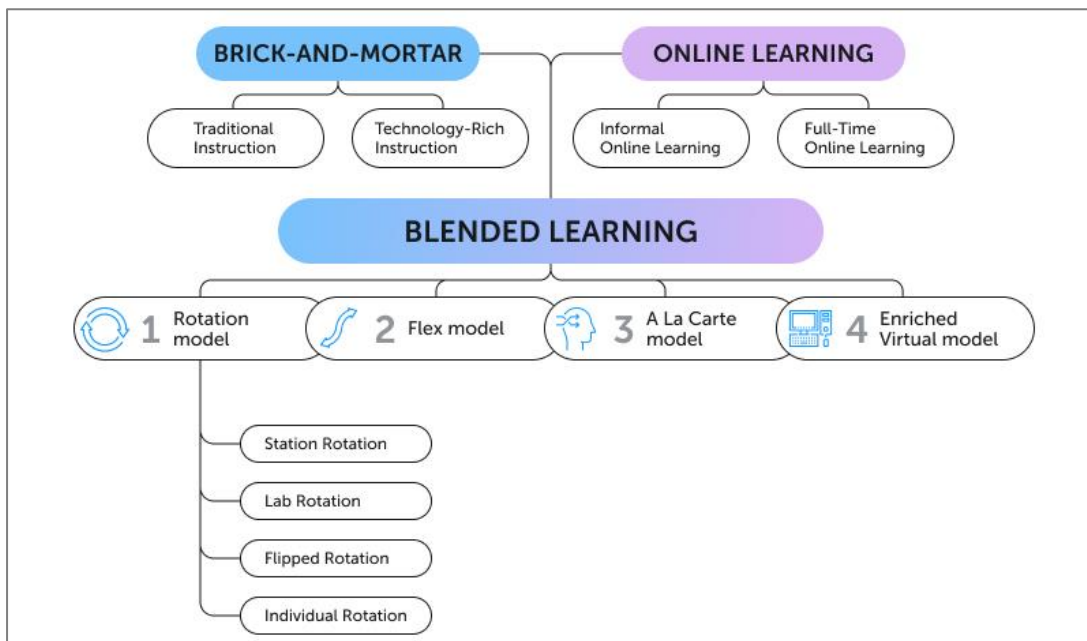 BRICK-AND-MORTAR
ONLINE LEARNING
Traditional
Instruction
Technology-Rich
Instruction
Informal
Online Learning
Full-Time
Online Learning
BLENDED LEARNING
1 Rotation
model
2 Flex model
3 A La Carte
model
4 Enriched
Virtual model
Station Rotation
Lab Rotation
Flipped Rotation
Individual Rotation